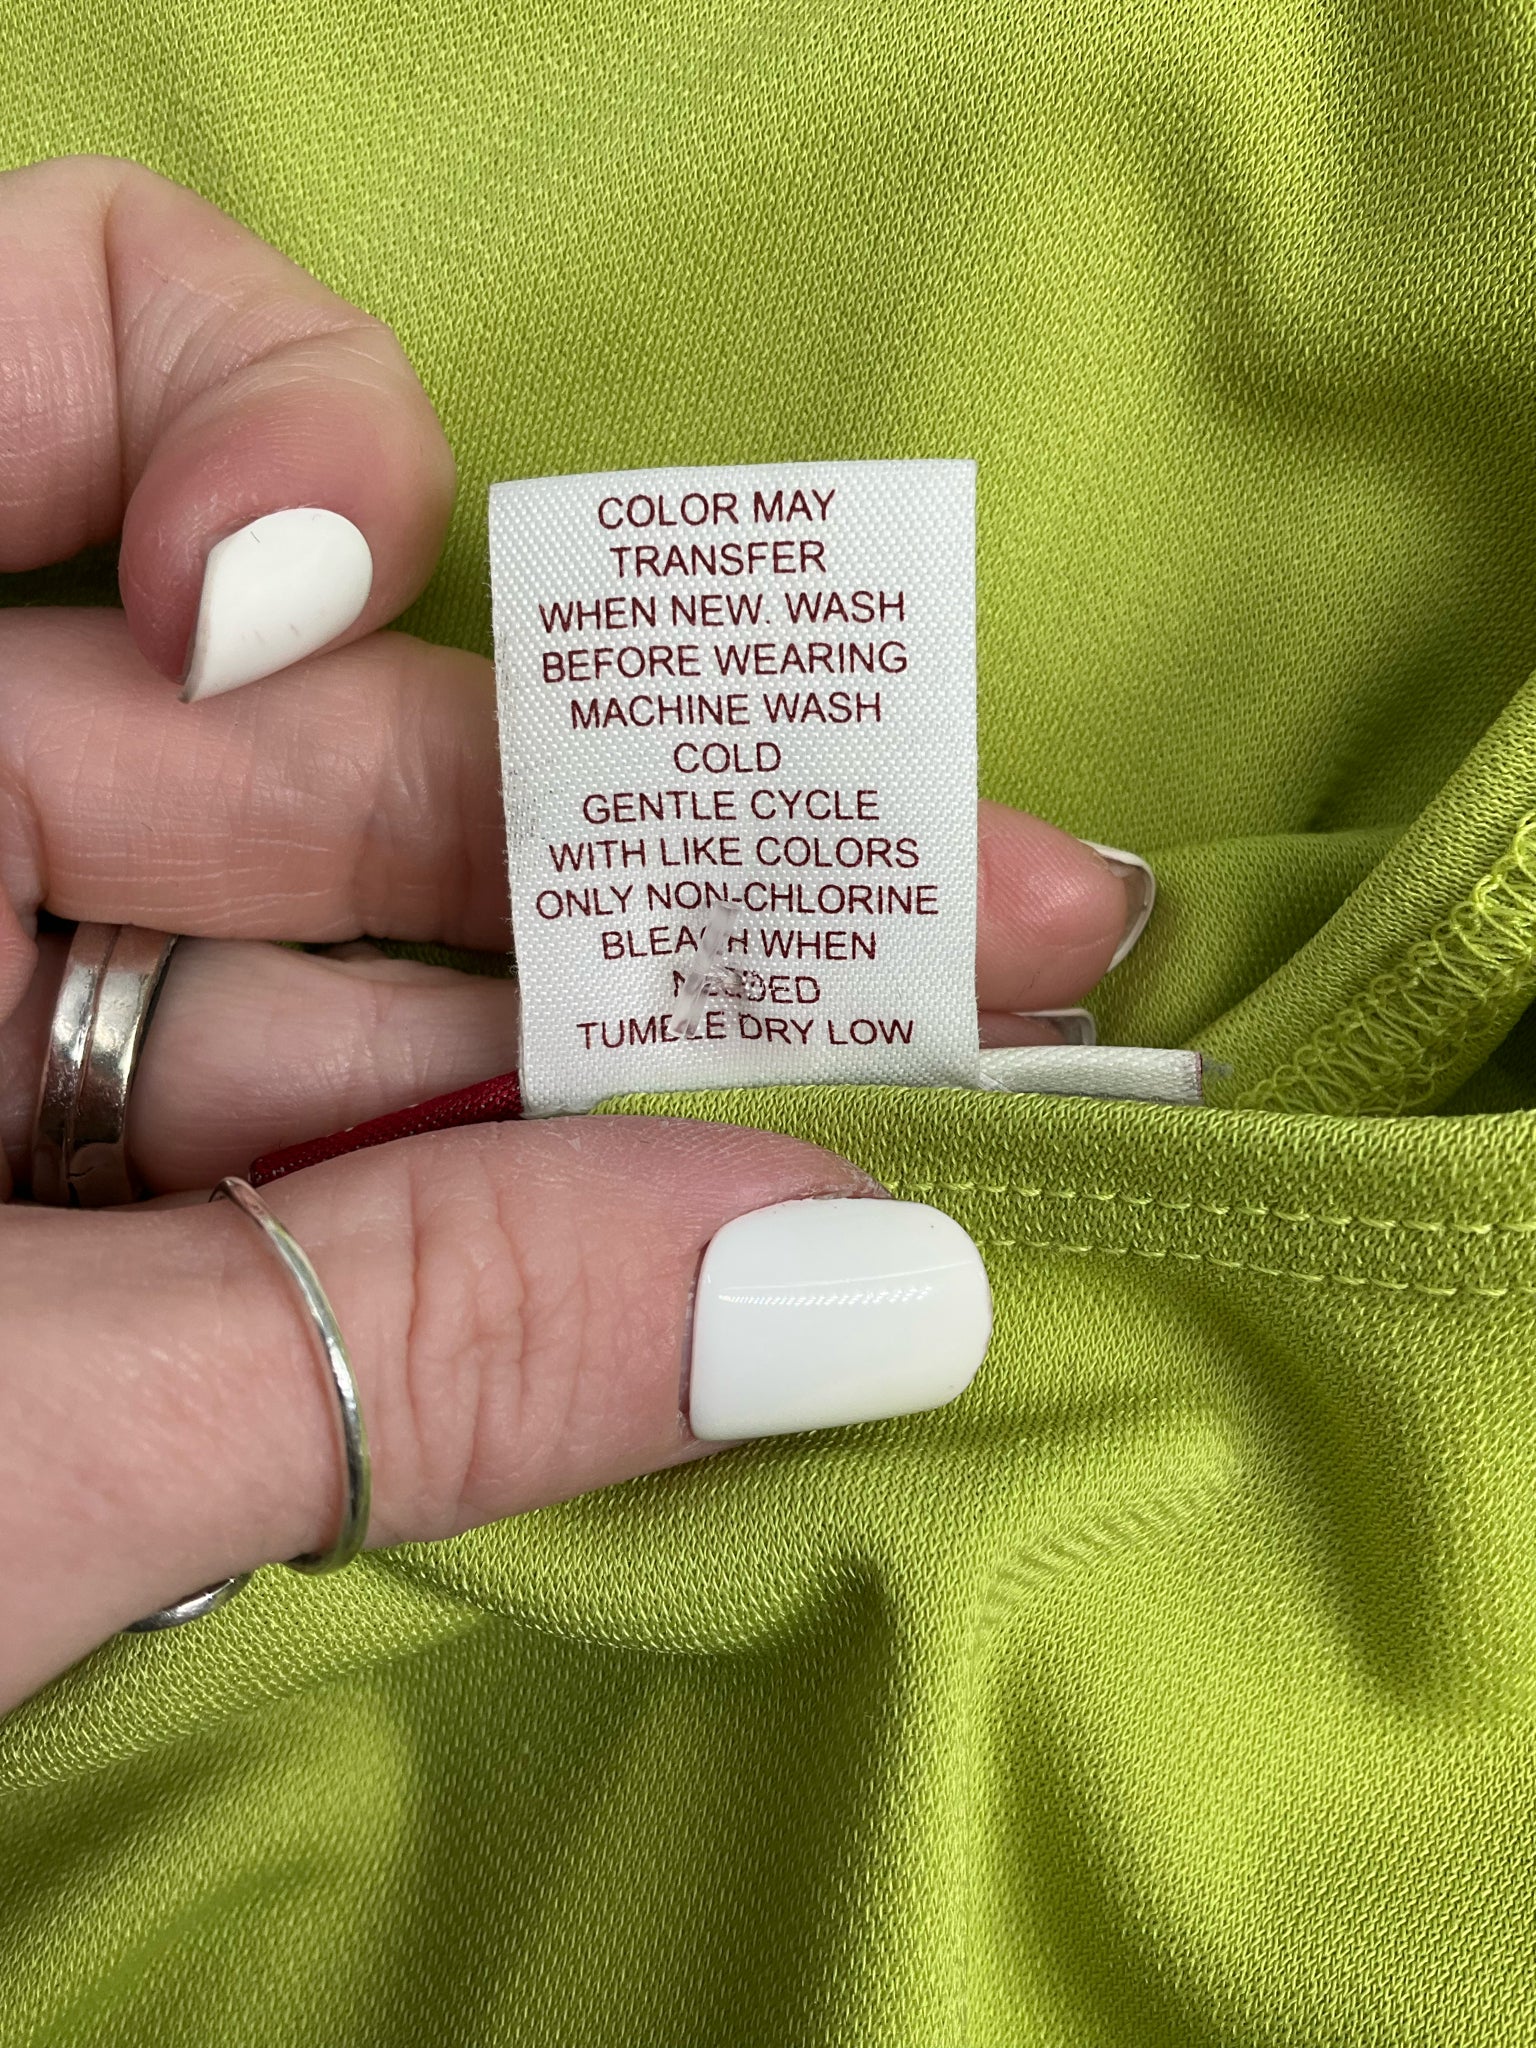 COLOR MAY
TRANSFER
WHEN NEW. WASH
BEFORE WEARING
MACHINE WASH
COLD
GENTLE CYCLE
WITH LIKE COLORS
ONLY NON-CHLORINE
BLEACH WHEN
NEEDED
TUMBLE DRY LOW